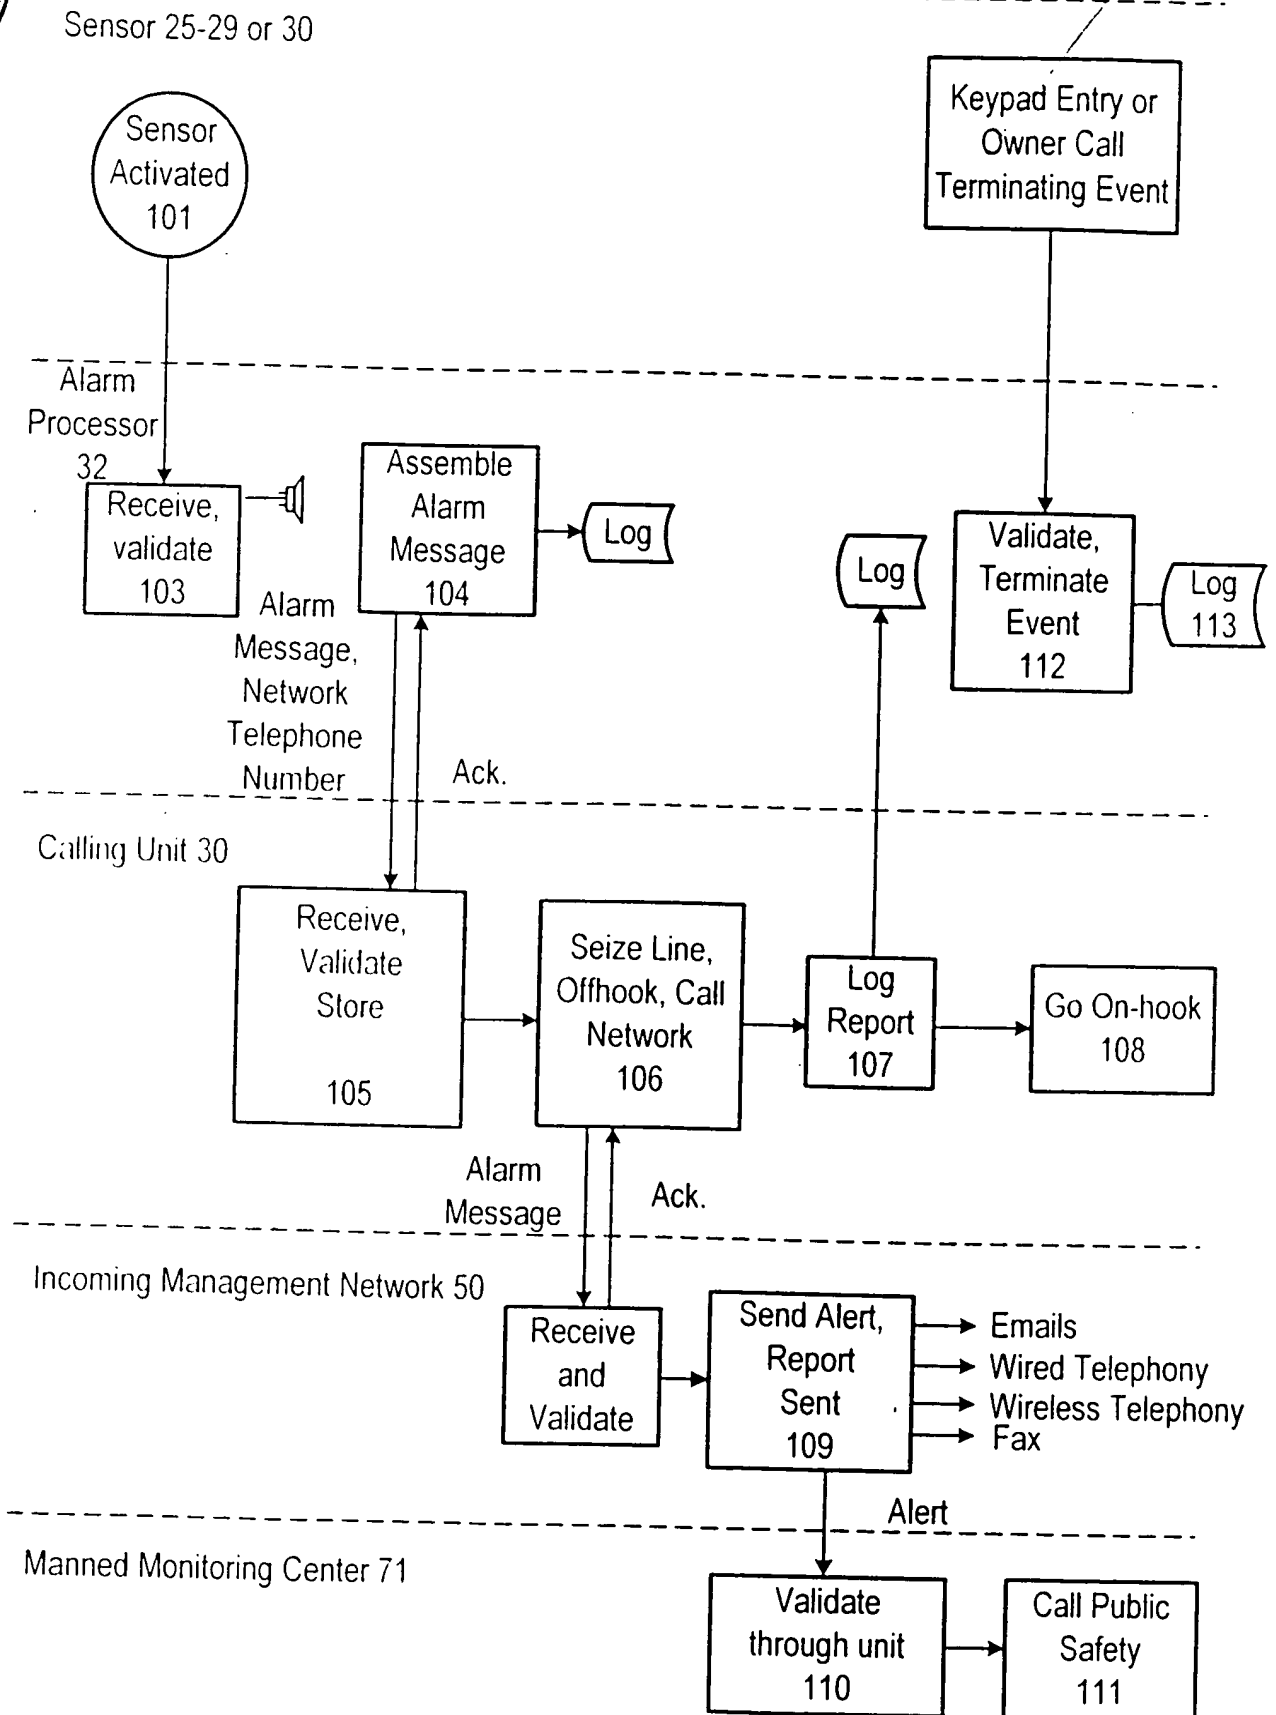 Sensor 25-29 or 30
Sensor
Activated
101
Keypad Entry or
Owner Call
Terminating Event
Alarm
Processor
32
Receive,
validate
103
Assemble
Alarm
Message
104
Log
Log
Validate,
Terminate
Event
112
Log
113
Alarm
Message,
Network
Telephone
Number
Ack.
Calling Unit 30
Receive,
Validate
Store
105
Seize Line,
Offhook, Call
Network
106
Log
Report
107
Go On-hook
108
Alarm
Message
Ack.
Incoming Management Network 50
Receive
and
Validate
Send Alert,
Report
Sent
109
Emails
Wired Telephony
Wireless Telephony
Fax
Alert
Manned Monitoring Center 71
Validate
through unit
110
Call Public
Safety
111